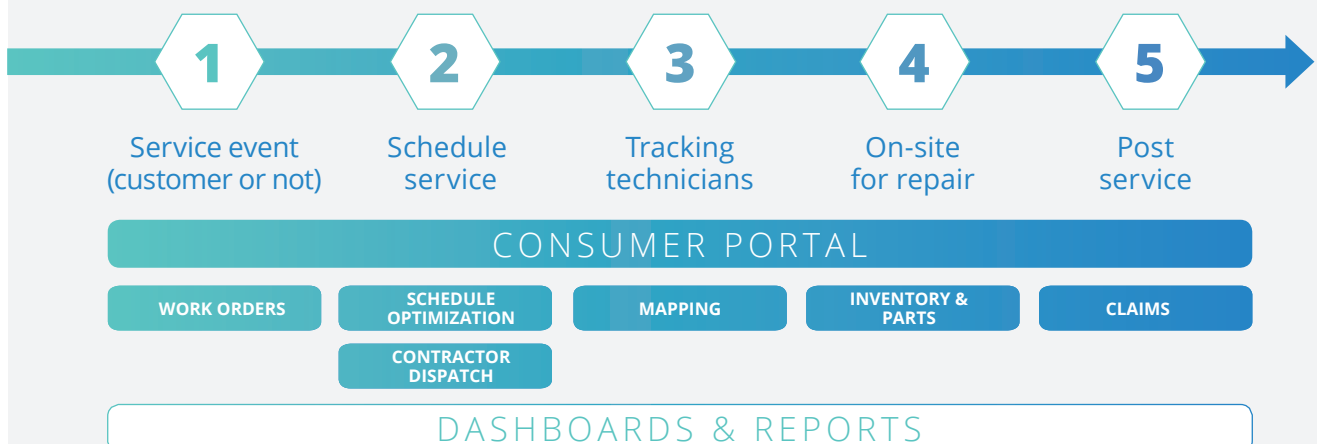 1
2
3
4
5
Service event
(customer or not)
Schedule
service
Tracking
technicians
On-site
for repair
Post
service
CONSUMER PORTAL
WORK ORDERS
SCHEDULE
OPTIMIZATION
MAPPING
INVENTORY &
PARTS
CLAIMS
CONTRACTOR
DISPATCH
DASHBOARDS & REPORTS